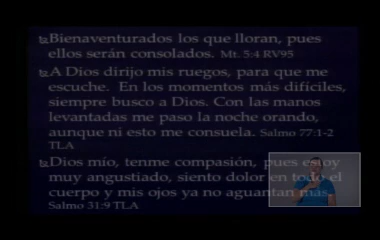 Bienaventurados los que lloran, pues
ellos serán consolados. Mt. 5:4 RV95
A Dios dirijo mis ruegos, para que me
escuche. En los momentos más difíciles,
siempre busco a Dios. Con las manos
levantadas me paso la noche orando,
aunque ni esto me consuela. Salmo 77:1-2
TLA
Dios mío, tenme compasión, pues estoy
muy angustiado, siento dolor en todo el
cuerpo y mis ojos ya no aguantan más.
Salmo 31:9 TLA